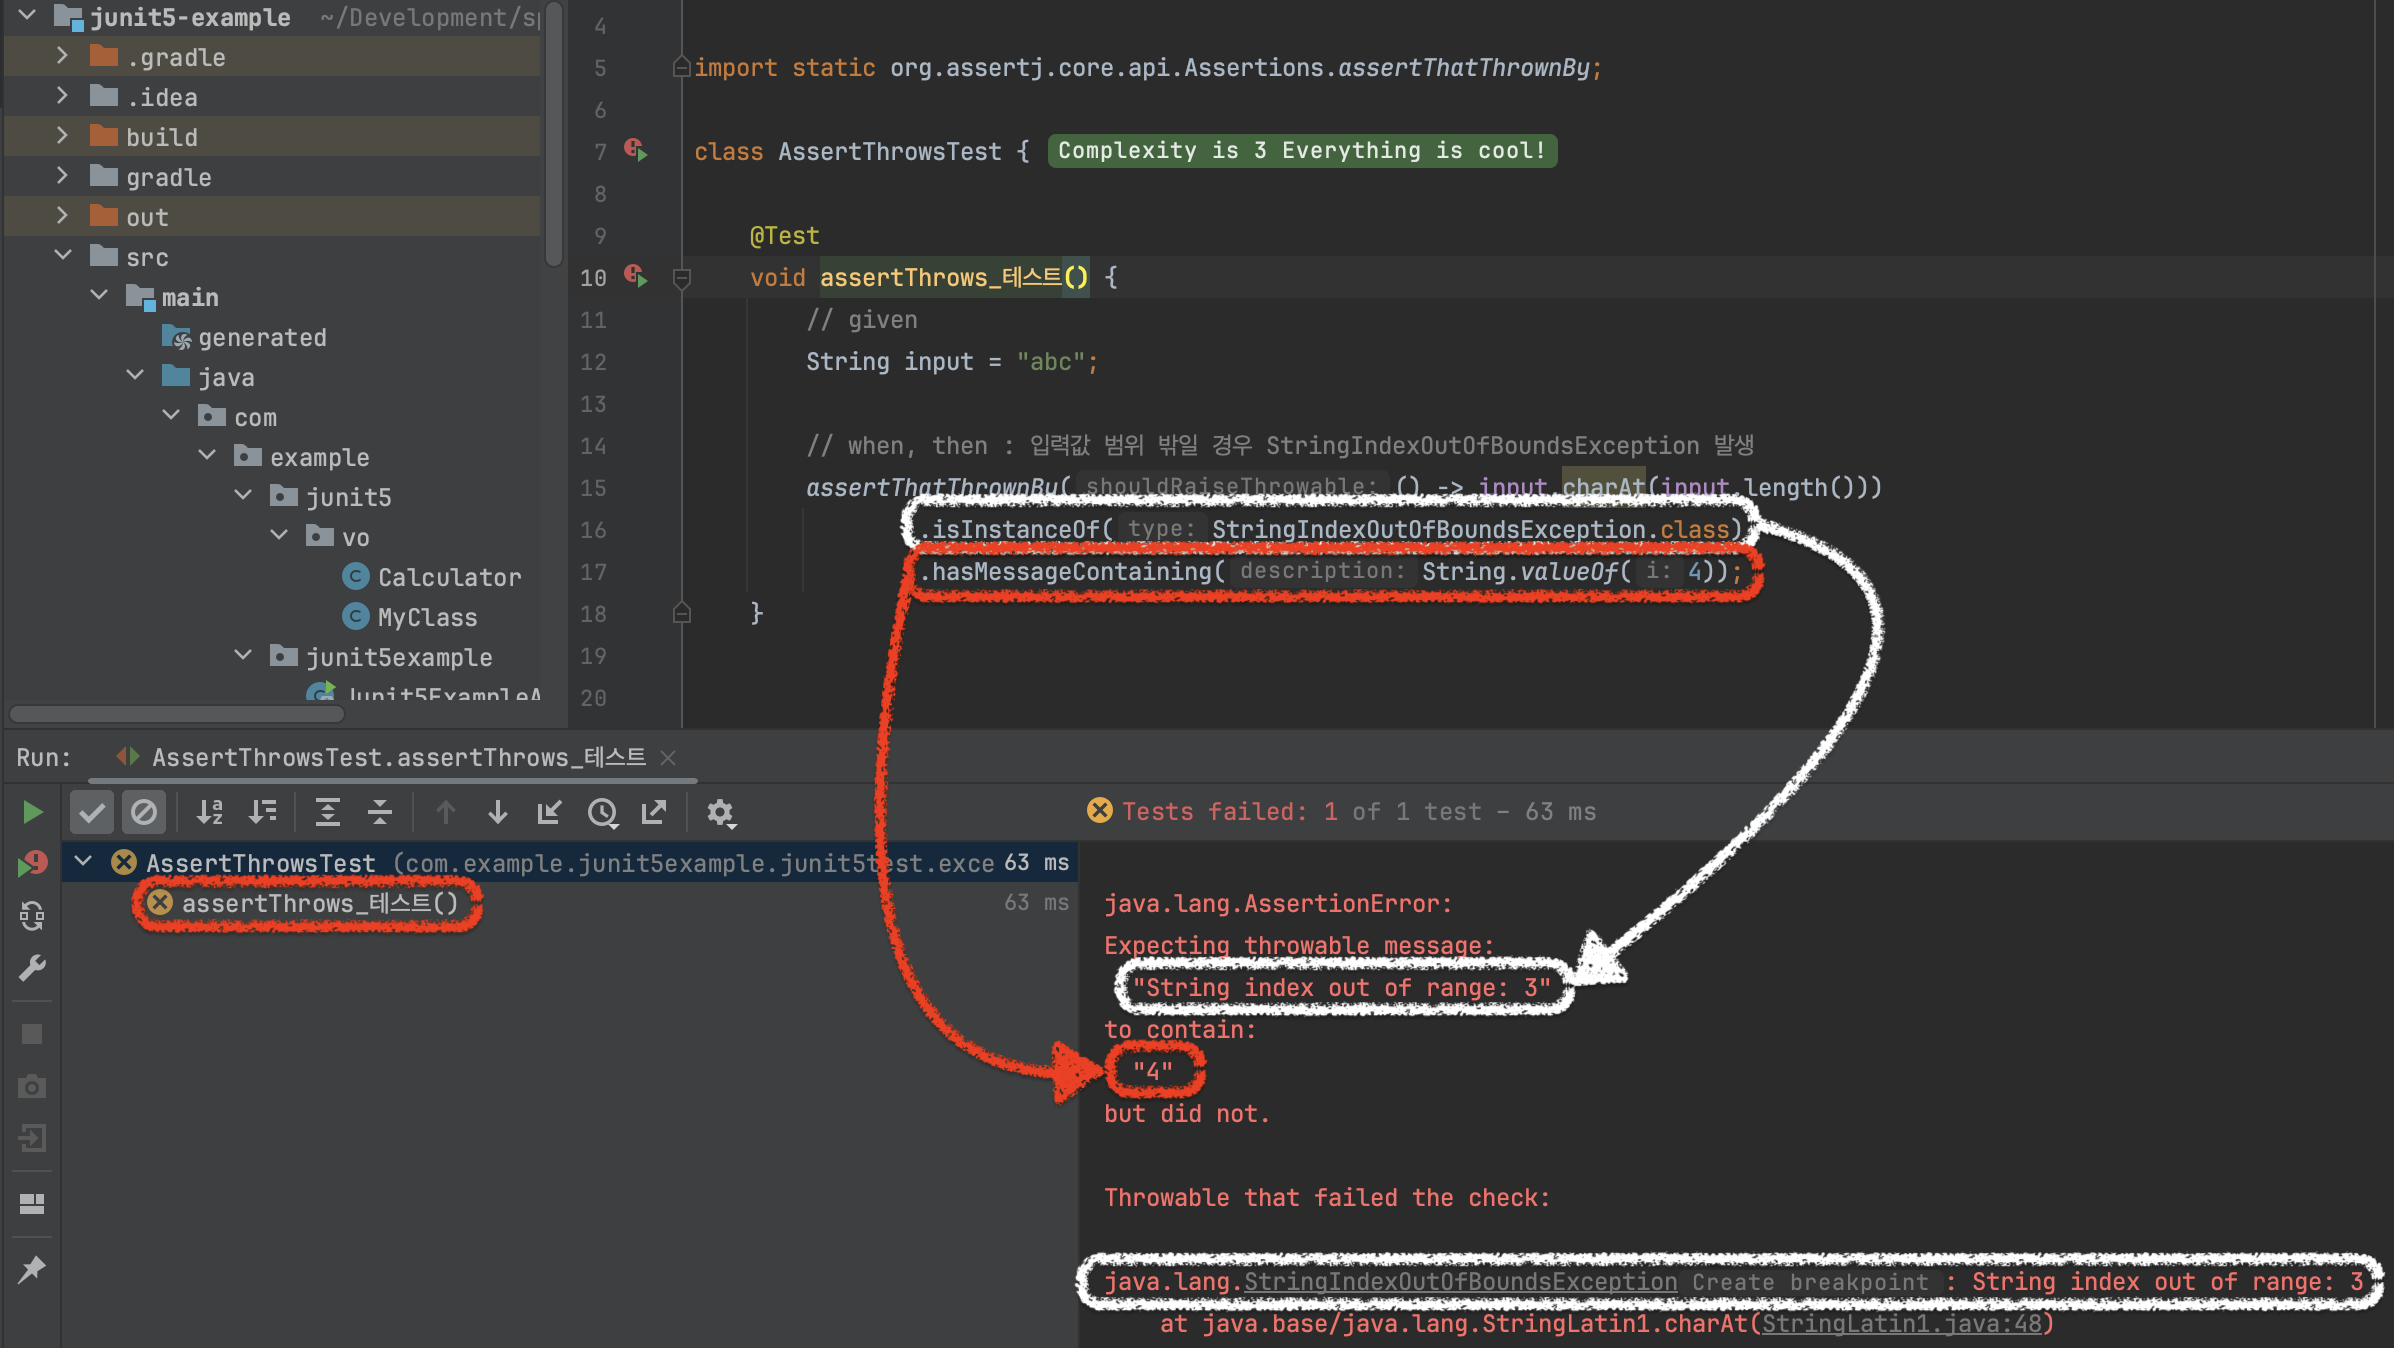 junit5-example ~/Development/sp
.gradle
.idea
build
gradle
out
src
main
generated
java
com
example
junit5
vo
Calculator
MyClass
junit5example
Junit5ExampleA
4
5 import static org.assertj.core.api.Assertions.assertThatThrownBy;
6
7 class AssertThrowsTest { Complexity is 3 Everything is cool!
8
9 @Test
10 void assertThrows_테스트() {
11 // given
12 String input = "abc";
13
14 // when, then : 입력값 범위 밖일 경우 StringIndexOutOfBoundsException 발생
15 assertThatThrownBy( shouldRaiseThrowable: () -> input.charAt(input.length()))
16 .isInstanceOf( type: StringIndexOutOfBoundsException.class)
17 .hasMessageContaining( description: String.valueOf( i: 4));
18 }
19
20
Run: AssertThrowsTest.assertThrows_테스트
Tests failed: 1 of 1 test – 63 ms
AssertThrowsTest (com.example.junit5example.junit5test.exce 63 ms
assertThrows_테스트() 63 ms
java.lang.AssertionError:
Expecting throwable message:
"String index out of range: 3"
to contain:
"4"
but did not.
Throwable that failed the check:
java.lang.StringIndexOutOfBoundsException Create breakpoint : String index out of range: 3
at java.base/java.lang.StringLatin1.charAt(StringLatin1.java:48)